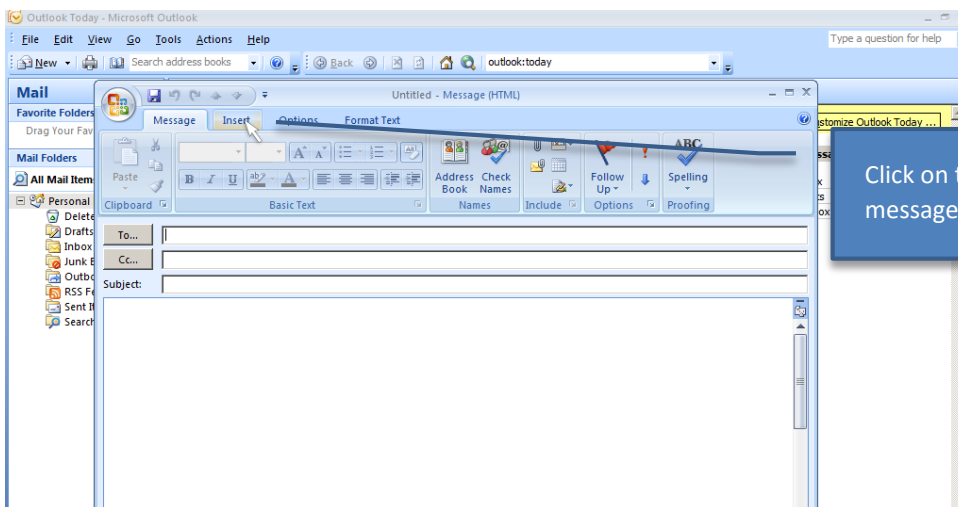 Outlook Today - Microsoft Outlook
File Edit View Go Tools Actions Help
Type a question for help
New Search address books Back outlook:today
Mail
Untitled - Message (HTML)
Favorite Folders
Message Insert Options Format Text
stomize Outlook Today ...
Drag Your Fav
ABC
Mail Folders
All Mail Item
Paste
B I U ab A
Address Book
Check Names
Follow Up
Spelling
Click on
message
Personal
Clipboard Basic Text Names Include Options Proofing
Delete
Drafts
To...
Inbox
Junk E
Cc...
Outbo
Subject:
RSS Fe
Sent It
Search